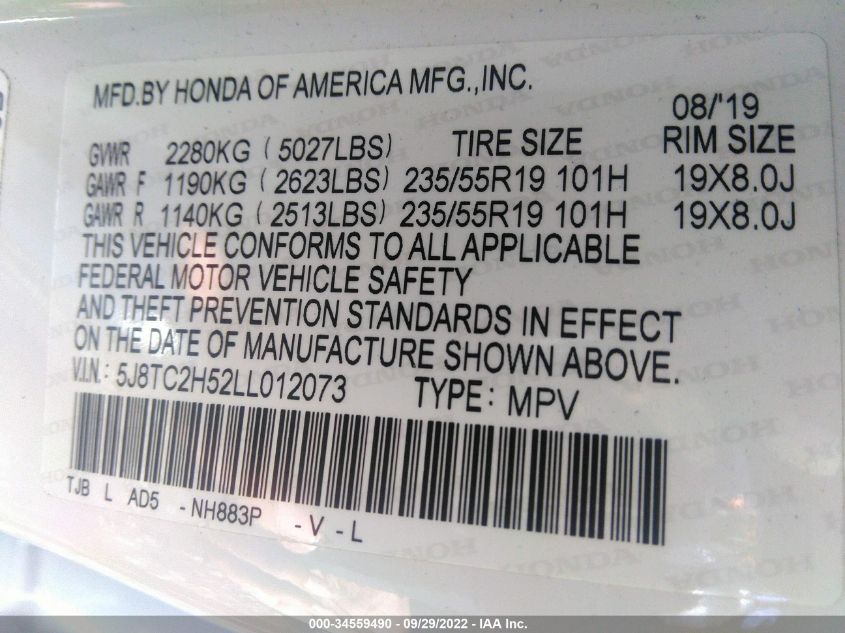 MFD.BY HONDA OF AMERICA MFG.,INC.
08/'19
GVWR 2280KG (5027LBS) TIRE SIZE RIM SIZE
GAWR F 1190KG (2623LBS) 235/55R19 101H 19X8.0J
GAWR R 1140KG (2513LBS) 235/55R19 101H 19X8.0J
THIS VEHICLE CONFORMS TO ALL APPLICABLE
FEDERAL MOTOR VEHICLE SAFETY
AND THEFT PREVENTION STANDARDS IN EFFECT
ON THE DATE OF MANUFACTURE SHOWN ABOVE.
V.I.N.: 5J8TC2H52LL012073 TYPE: MPV
TJB L AD5 -NH883P -V-L
000-34559490 - 09/29/2022 - IAA Inc.